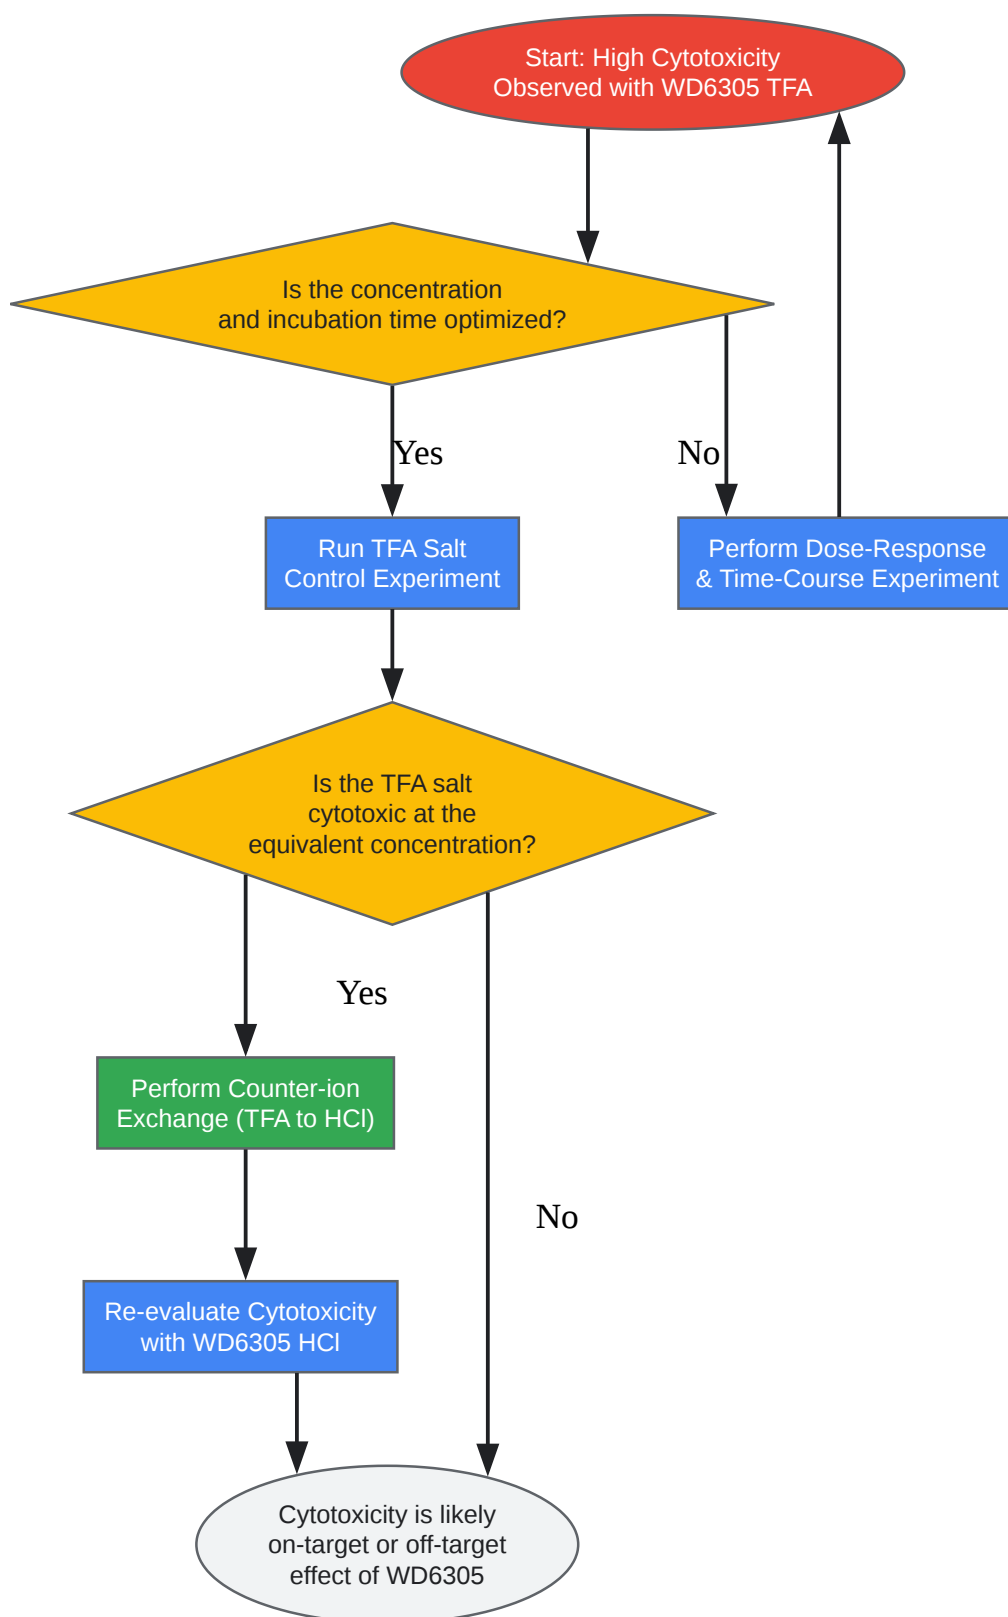 Start: High Cytotoxicity
Observed with WD6305 TFA
Is the concentration
and incubation time optimized?
Yes
No
Run TFA Salt
Control Experiment
Perform Dose-Response
& Time-Course Experiment
Is the TFA salt
cytotoxic at the
equivalent concentration?
Yes
Perform Counter-ion
Exchange (TFA to HCl)
No
Re-evaluate Cytotoxicity
with WD6305 HCl
Cytotoxicity is likely
on-target or off-target
effect of WD6305